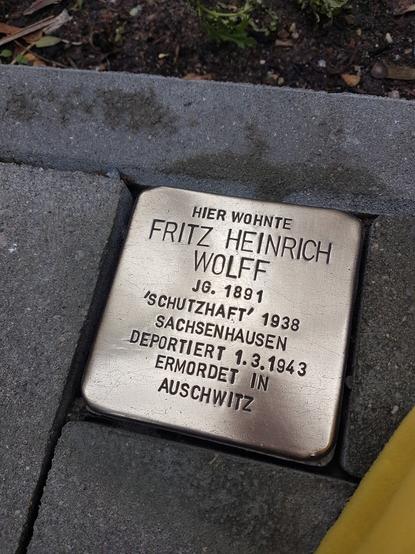 HIER WOHNTE
FRITZ HEINRICH
WOLFF
JG. 1891
'SCHUTZHAFT' 1938
SACHSENHAUSEN
DEPORTIERT 1.3.1943
ERMORDET IN
AUSCHWITZ